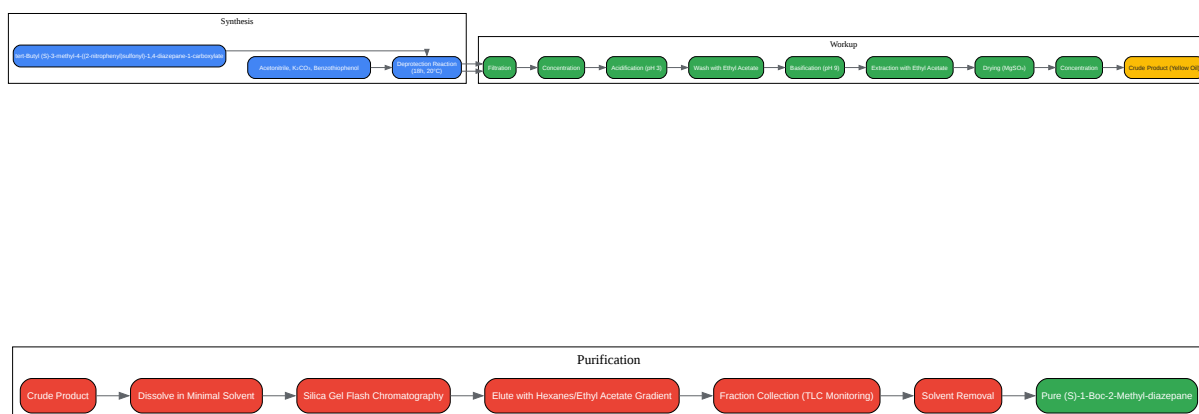 Synthesis
tert-Butyl (S)-3-methyl-4-((2-nitrophenyl)sulfonyl)-1,4-diazepane-1-carboxylate
Acetonitrile, K₂CO₃, Benzothiophenol
Deprotection Reaction
(18h, 20°C)
Workup
Filtration
Concentration
Acidification (pH 3)
Wash with Ethyl Acetate
Basification (pH 9)
Extraction with Ethyl Acetate
Drying (MgSO₄)
Concentration
Crude Product (Yellow Oil)
Purification
Crude Product
Dissolve in Minimal Solvent
Silica Gel Flash Chromatography
Elute with Hexanes/Ethyl Acetate Gradient
Fraction Collection (TLC Monitoring)
Solvent Removal
Pure (S)-1-Boc-2-Methyl-diazepane